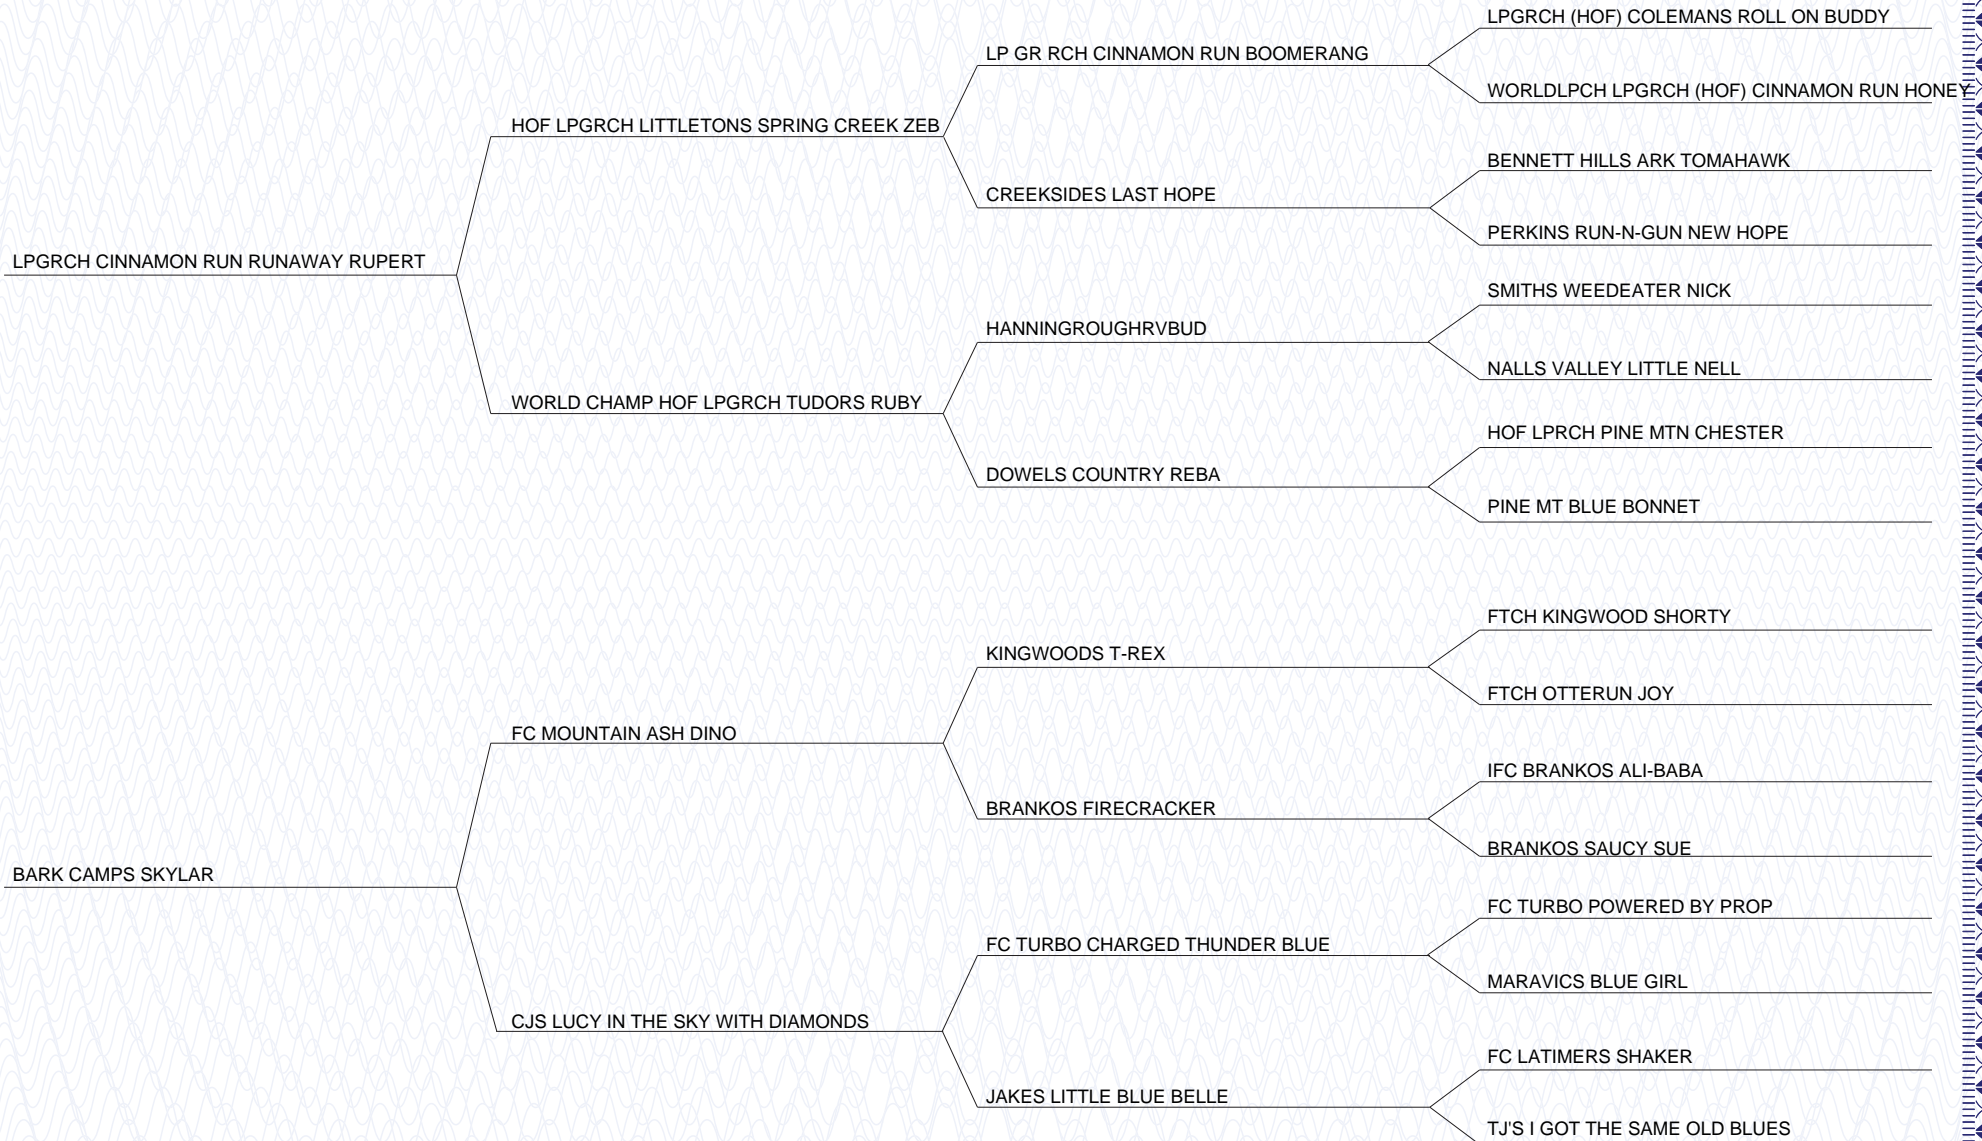 LPGRCH (HOF) COLEMANS ROLL ON BUDDY
LP GR RCH CINNAMON RUN BOOMERANG
WORLDLPCH LPGRCH (HOF) CINNAMON RUN HONEY
HOF LPGRCH LITTLETONS SPRING CREEK ZEB
BENNETT HILLS ARK TOMAHAWK
CREEKSIDES LAST HOPE
PERKINS RUN-N-GUN NEW HOPE
LPGRCH CINNAMON RUN RUNAWAY RUPERT
SMITHS WEEDEATER NICK
HANNINGROUGHRVBUD
NALLS VALLEY LITTLE NELL
WORLD CHAMP HOF LPGRCH TUDORS RUBY
HOF LPRCH PINE MTN CHESTER
DOWELS COUNTRY REBA
PINE MT BLUE BONNET
FTCH KINGWOOD SHORTY
KINGWOODS T-REX
FTCH OTTERUN JOY
FC MOUNTAIN ASH DINO
IFC BRANKOS ALI-BABA
BRANKOS FIRECRACKER
BRANKOS SAUCY SUE
BARK CAMPS SKYLAR
FC TURBO POWERED BY PROP
FC TURBO CHARGED THUNDER BLUE
MARAVICS BLUE GIRL
CJS LUCY IN THE SKY WITH DIAMONDS
FC LATIMERS SHAKER
JAKES LITTLE BLUE BELLE
TJ'S I GOT THE SAME OLD BLUES